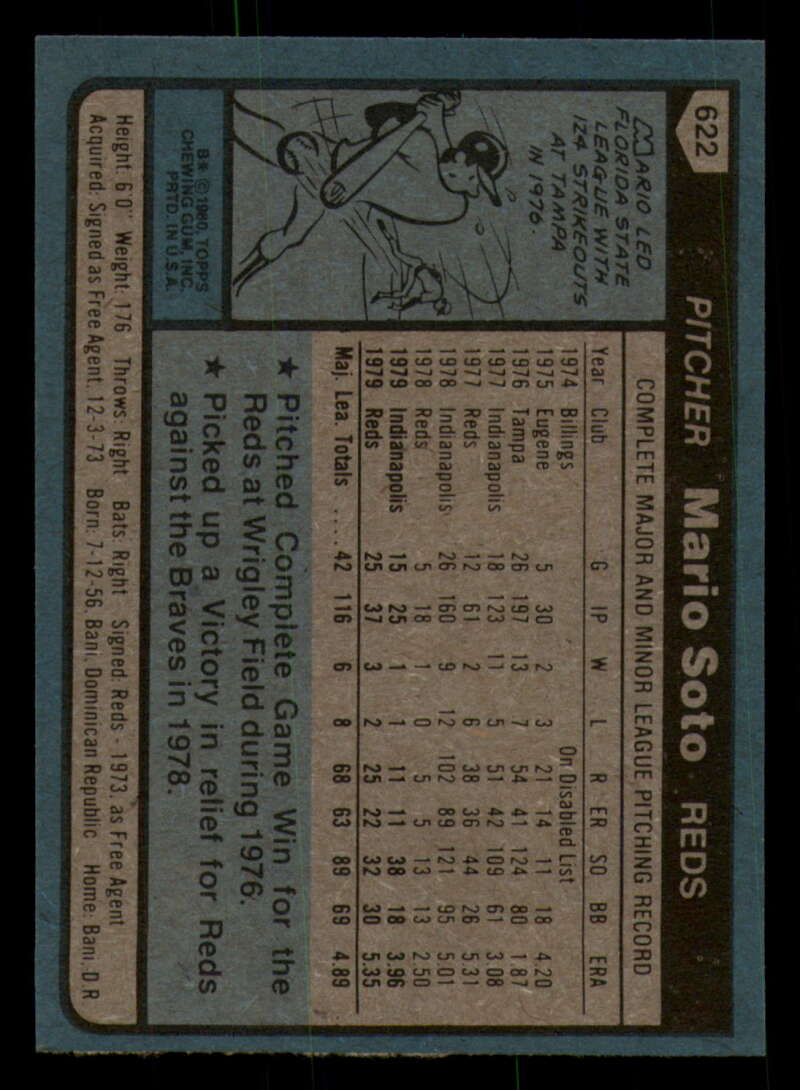 622
PITCHER Mario Soto • REDS
MARIO LED
FLORIDA STATE
LEAGUE WITH
124 STRIKEOUTS
AT TAMPA
IN 1976.
B* © 1980 TOPPS
CHEWING GUM, INC.
PRTD. IN U.S.A.
COMPLETE MAJOR AND MINOR LEAGUE PITCHING RECORD
Year Club G IP W L R ER SO BB ERA
1974 Billings On Disabled List
1975 Eugene 5 30 2 3 21 14 11 18 4.20
1976 Tampa 26 197 13 7 54 41 124 80 1.87
1977 Indianapolis 18 123 11 5 51 42 109 61 3.08
1977 Reds 12 61 2 6 38 36 44 26 5.31
1978 Indianapolis 26 160 9 12 102 89 121 95 5.01
1978 Reds 5 18 1 0 5 5 13 13 2.50
1979 Indianapolis 15 25 1 1 11 11 38 18 3.96
1979 Reds 25 37 3 2 25 22 32 30 5.35
Maj. Lea. Totals .... 42 116 6 8 68 63 89 69 4.89
★ Pitched Complete Game Win for the
Reds at Wrigley Field during 1976.
★ Picked up a Victory in relief for Reds
against the Braves in 1978.
Height: 6'0" Weight: 176 Throws: Right Bats: Right Signed: Reds - 1973, as Free Agent
Acquired: Signed as Free Agent, 12-3-73 Born: 7-12-56, Bani, Dominican Republic Home: Bani, D.R